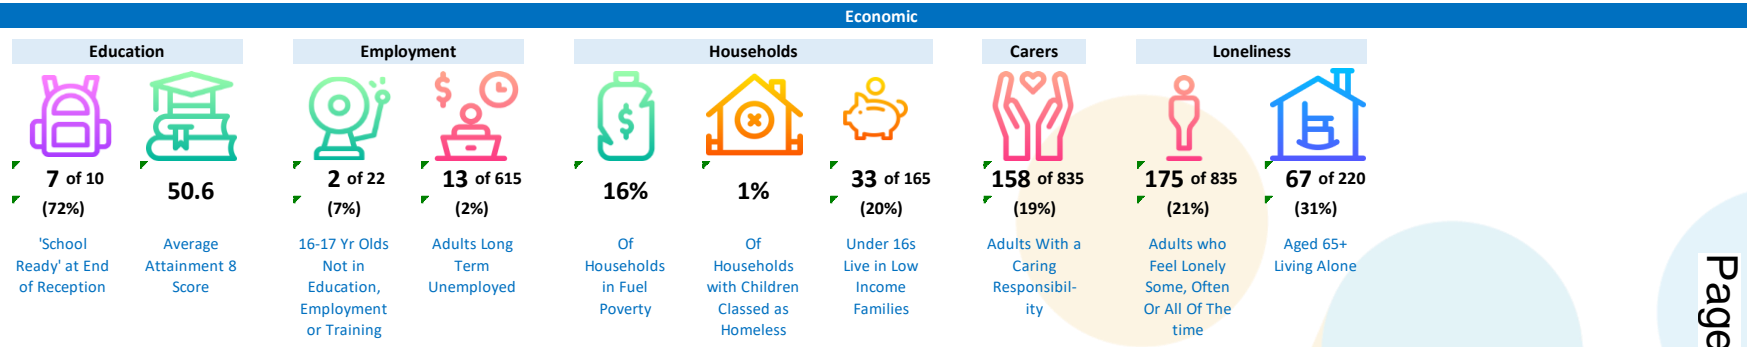 Economic
Education
Employment
Households
Carers
Loneliness
7 of 10
(72%)
'School
Ready' at End
of Reception
50.6
Average
Attainment 8
Score
2 of 22
(7%)
16-17 Yr Olds
Not in
Education,
Employment
or Training
13 of 615
(2%)
Adults Long
Term
Unemployed
16%
Of
Households
in Fuel
Poverty
1%
Of
Households
with Children
Classed as
Homeless
33 of 165
(20%)
Under 16s
Live in Low
Income
Families
158 of 835
(19%)
Adults With a
Caring
Responsibil-
ity
175 of 835
(21%)
Adults who
Feel Lonely
Some, Often
Or All Of The
time
67 of 220
(31%)
Aged 65+
Living Alone
Page